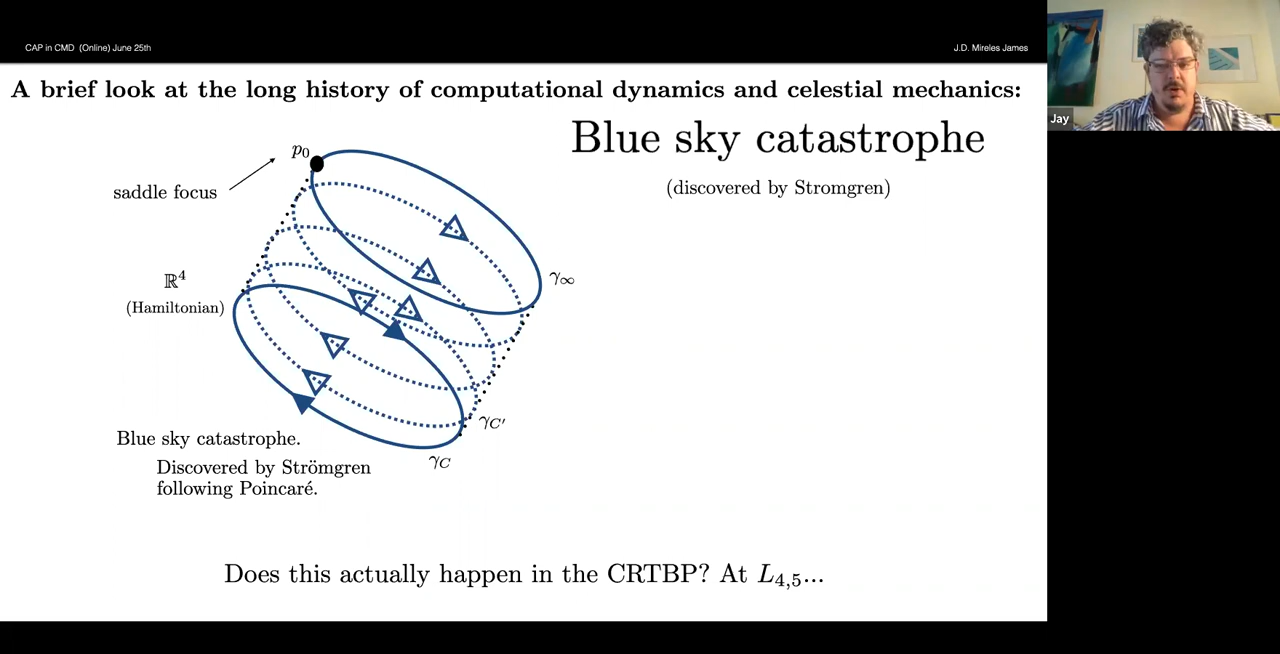 CAP in CMD (Online) June 25th
J.D. Mireles James
A brief look at the long history of computational dynamics and celestial mechanics:
Jay
Blue sky catastrophe
(discovered by Stromgren)
p₀
saddle focus
ℝ⁴
(Hamiltonian)
γ∞
γC'
γC
Blue sky catastrophe.
Discovered by Strömgren
following Poincaré.
Does this actually happen in the CRTBP? At L₄,₅...